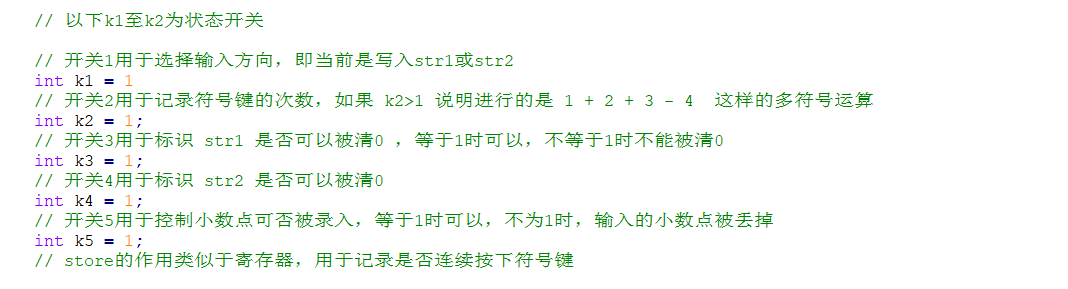 // 以下k1至k2为状态开关
// 开关1用于选择输入方向，即当前是写入str1或str2
int k1 = 1
// 开关2用于记录符号键的次数，如果 k2>1 说明进行的是 1 + 2 + 3 - 4  这样的多符号运算
int k2 = 1;
// 开关3用于标识 str1 是否可以被清0 ，等于1时可以，不等于1时不能被清0
int k3 = 1;
// 开关4用于标识 str2 是否可以被清0
int k4 = 1;
// 开关5用于控制小数点可否被录入，等于1时可以，不为1时，输入的小数点被丢掉
int k5 = 1;
// store的作用类似于寄存器，用于记录是否连续按下符号键